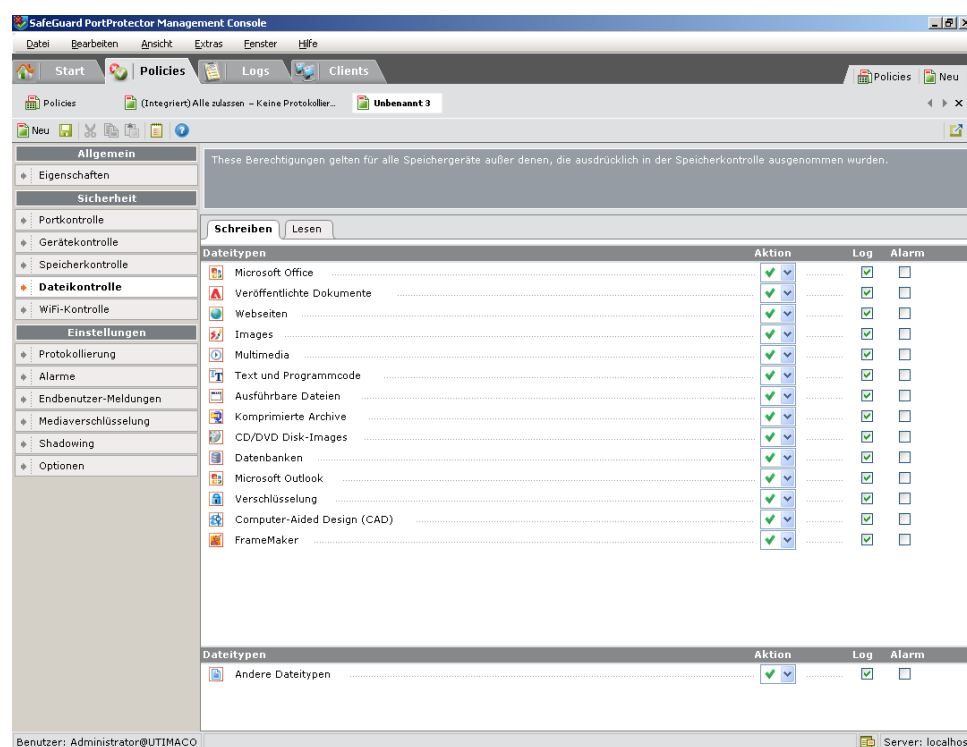 SafeGuard PortProtector Management Console
Datei Bearbeiten Ansicht Extras Fenster Hilfe
Start Policies Logs Clients
Policies Neu
Policies (Integriert) Alle zulassen - Keine Protokollier... Unbenannt 3
Neu
Allgemein
Eigenschaften
Sicherheit
Portkontrolle
Gerätekontrolle
Speicherkontrolle
Dateikontrolle
WiFi-Kontrolle
Einstellungen
Protokollierung
Alarme
Endbenutzer-Meldungen
Mediaverschlüsselung
Shadowing
Optionen
These Berechtigungen gelten für alle Speichergeräte außer denen, die ausdrücklich in der Speicherkontrolle ausgenommen wurden.
Schreiben Lesen
Dateitypen Aktion Log Alarm
Microsoft Office
Veröffentlichte Dokumente
Webseiten
Images
Multimedia
Text und Programmcode
Ausführbare Dateien
Komprimierte Archive
CD/DVD Disk-Images
Datenbanken
Microsoft Outlook
Verschlüsselung
Computer-Aided Design (CAD)
FrameMaker
Dateitypen Aktion Log Alarm
Andere Dateitypen
Benutzer: Administrator@UTIMACO Server: localhos